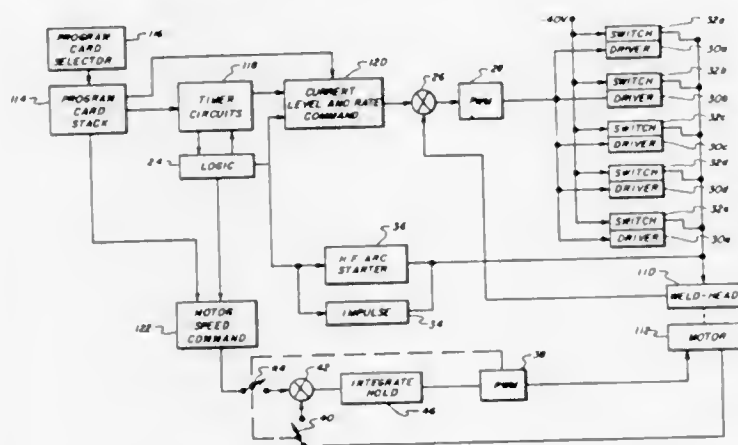 PROGRAM
CARD
SELECTOR
116
114
PROGRAM
CARD
STACK
118
TIMER
CIRCUITS
24
LOGIC
120
CURRENT
LEVEL AND RATE
COMMAND
26
28
PWM
-40V
SWITCH
32a
DRIVER
30a
SWITCH
32b
DRIVER
30b
SWITCH
32c
DRIVER
30c
SWITCH
32d
DRIVER
30d
SWITCH
DRIVER
36
H.F. ARC
STARTER
IMPULSE
34
110
WELD-HEAD
112
MOTOR
122
MOTOR
SPEED
COMMAND
44
42
40
INTEGRATE
HOLD
46
38
PWM